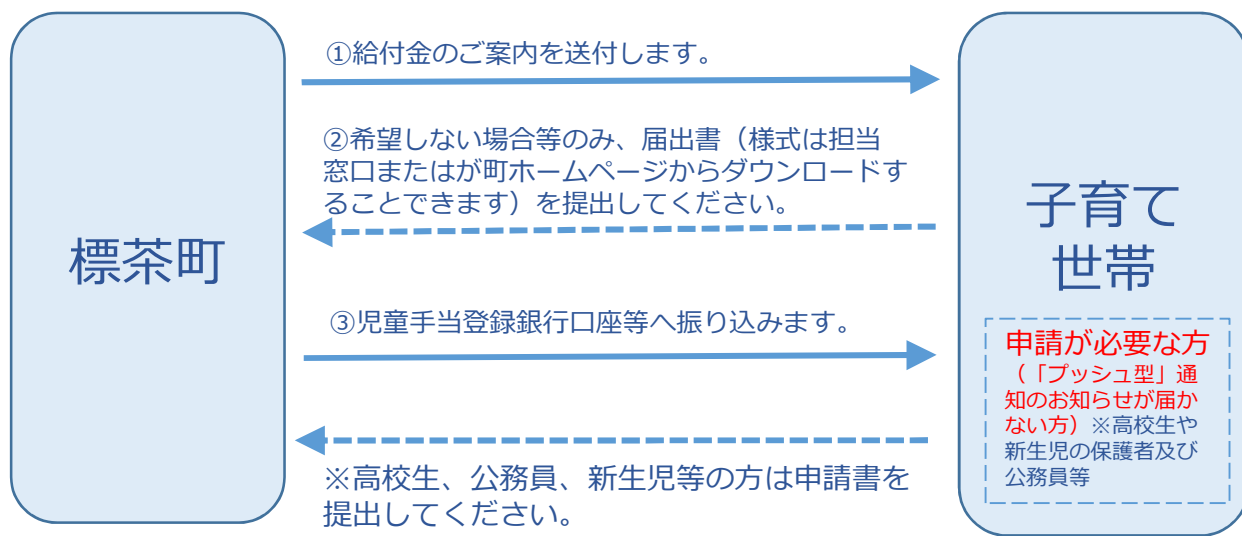 標茶町
①給付金のご案内を送付します。
②希望しない場合等のみ、届出書（様式は担当
窓口またはが町ホームページからダウンロードす
ることできます）を提出してください。
③児童手当登録銀行口座等へ振り込みます。
※高校生、公務員、新生児等の方は申請書を
提出してください。
子育て
世帯
申請が必要な方
（「プッシュ型」通
知のお知らせが届か
ない方）※高校生や
新生児の保護者及び
公務員等